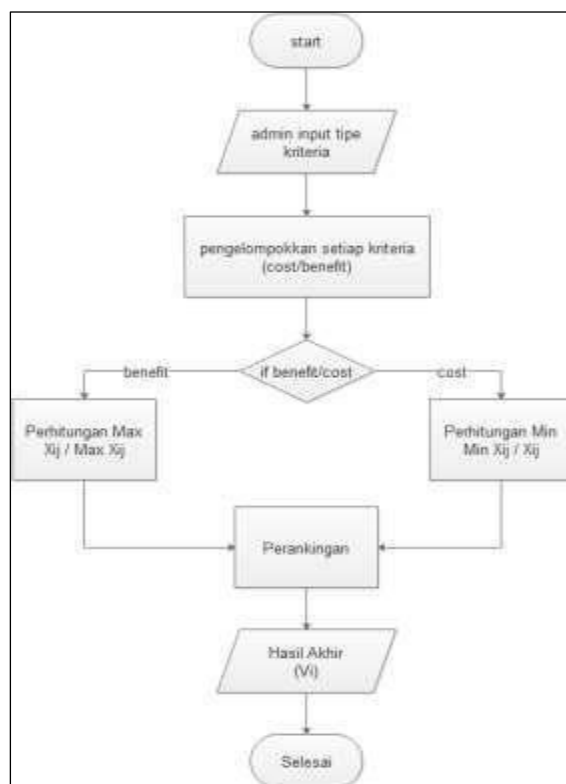 start
admin input tipe
kriteria
pengelompokkan setiap kriteria
(cost/benefit)
benefit
if benefit/cost
cost
Perhitungan Max
Xij / Max Xij
Perhitungan Min
Min Xij / Xij
Perankingan
Hasil Akhir
(Vi)
Selesai